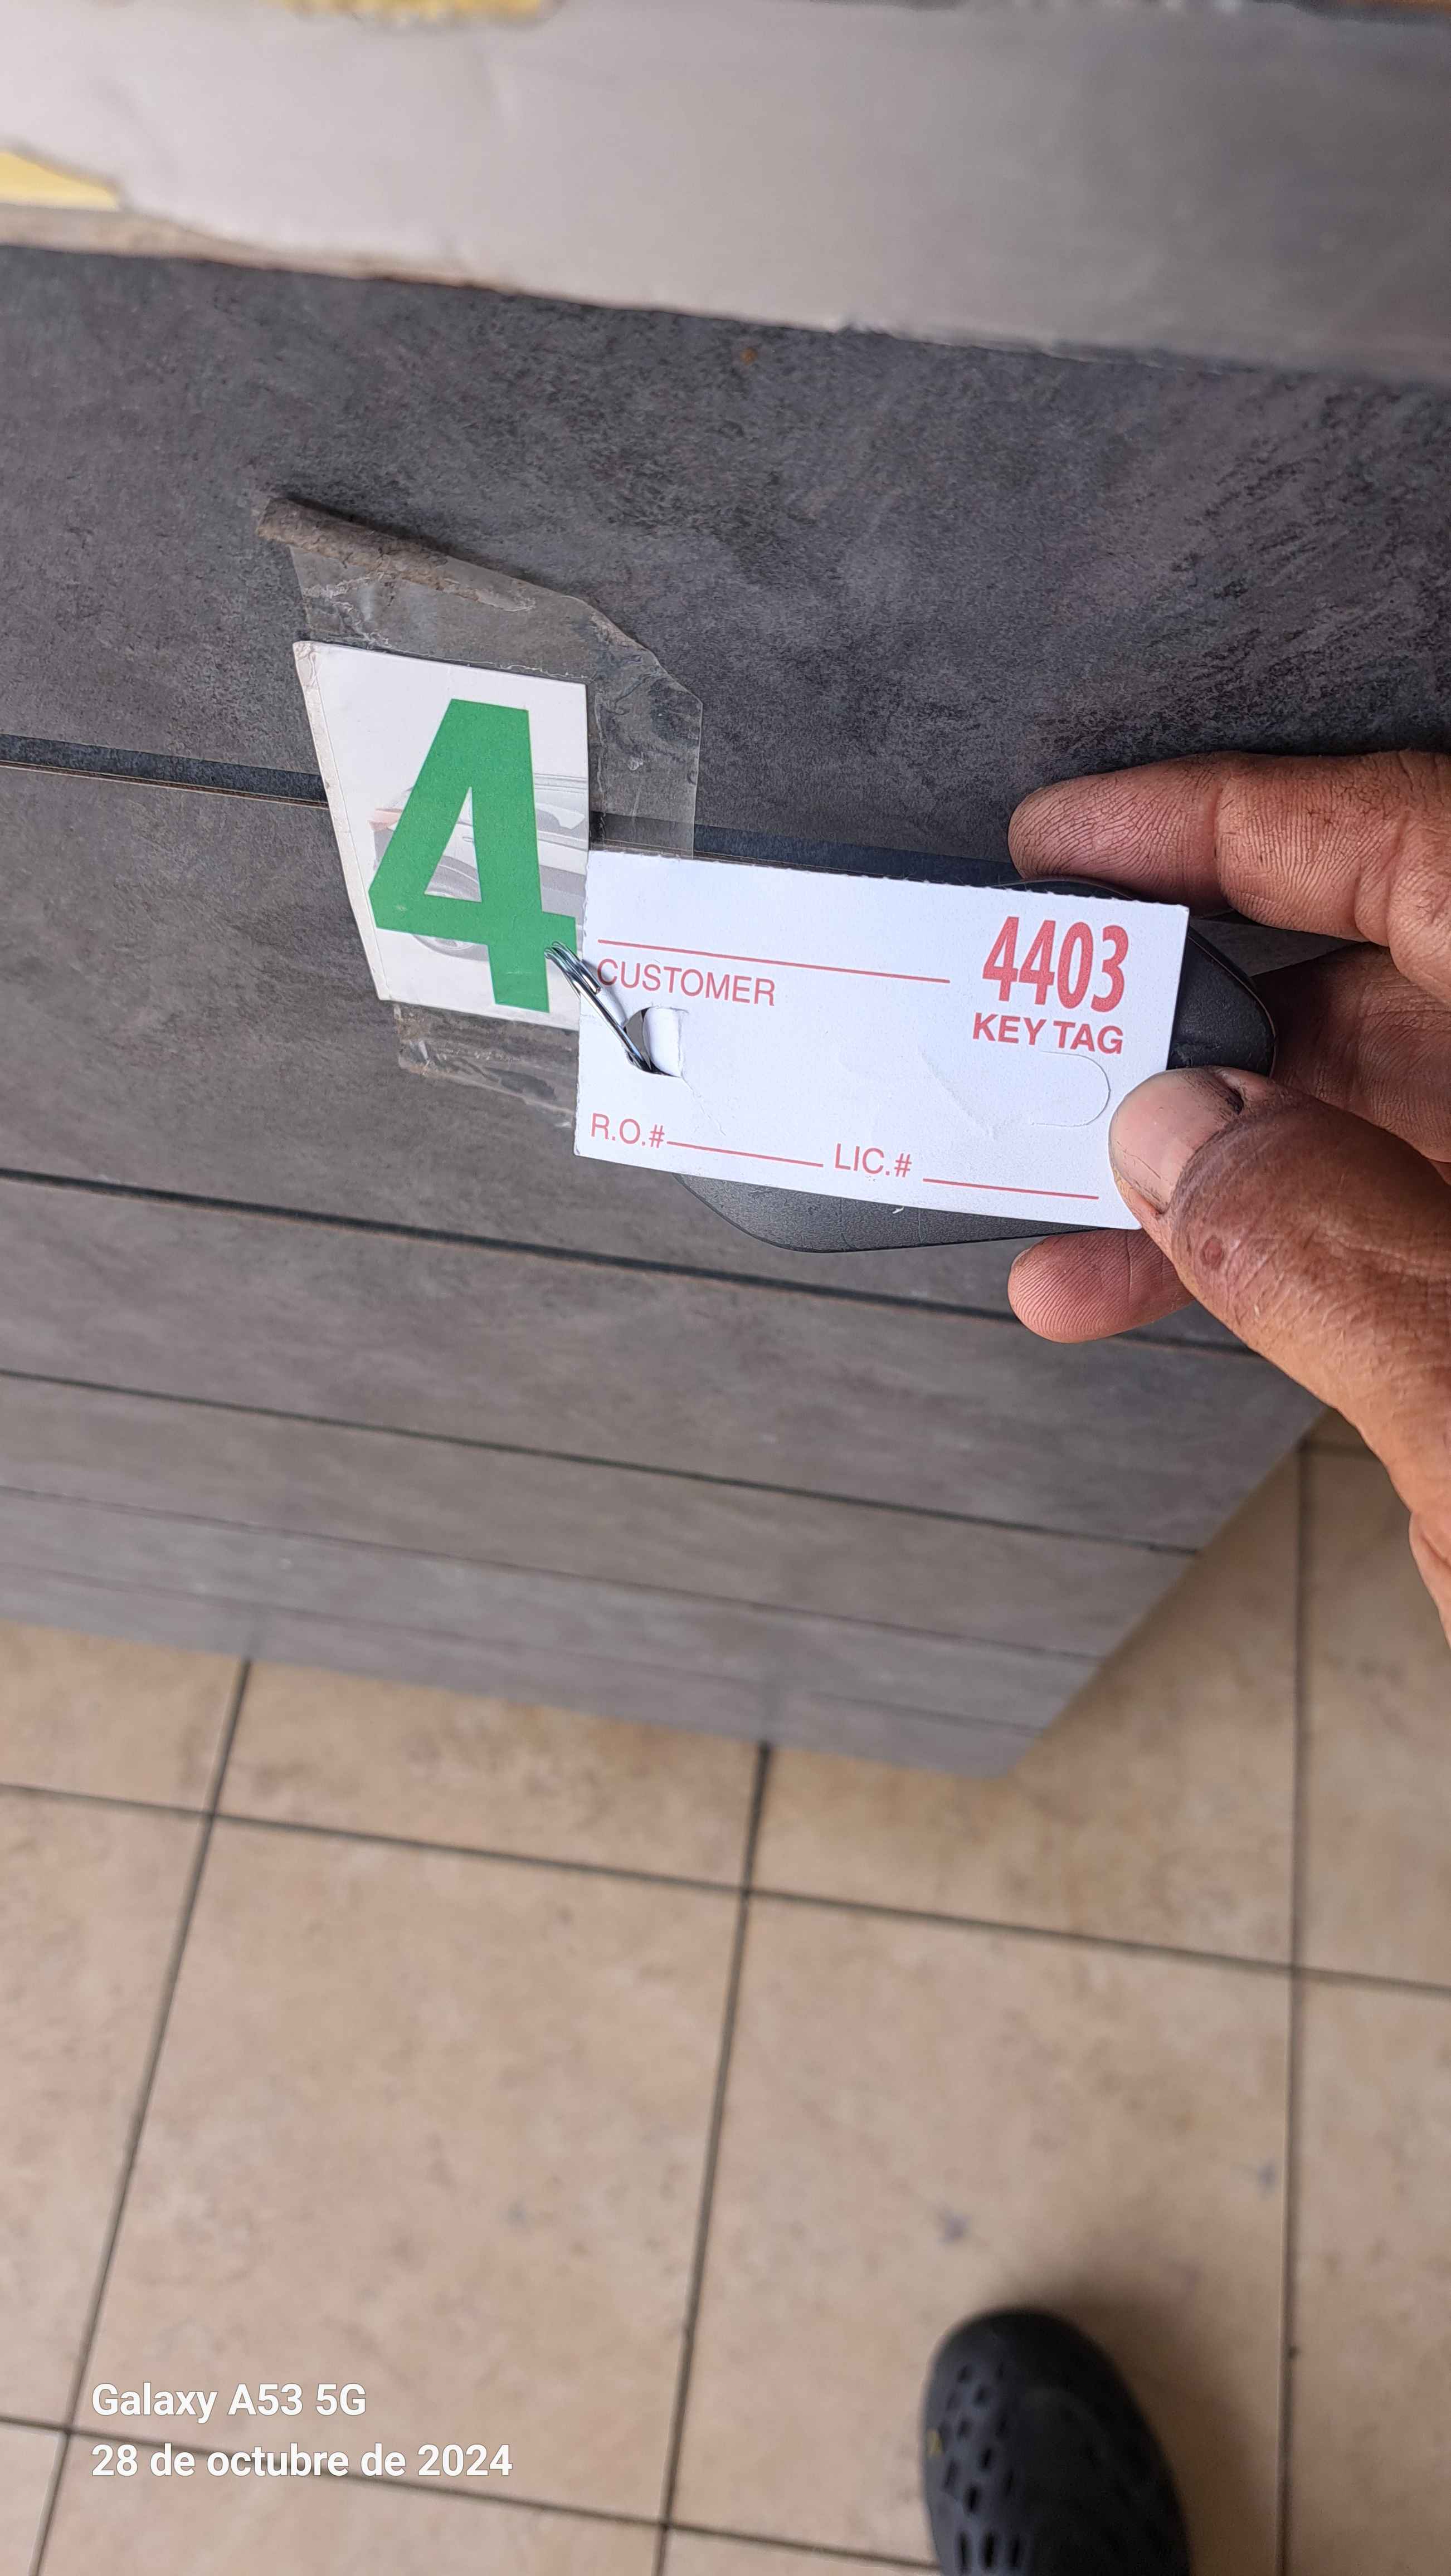 4
4403
CUSTOMER
KEY TAG
R.O.# LIC.#
Galaxy A53 5G
28 de octubre de 2024